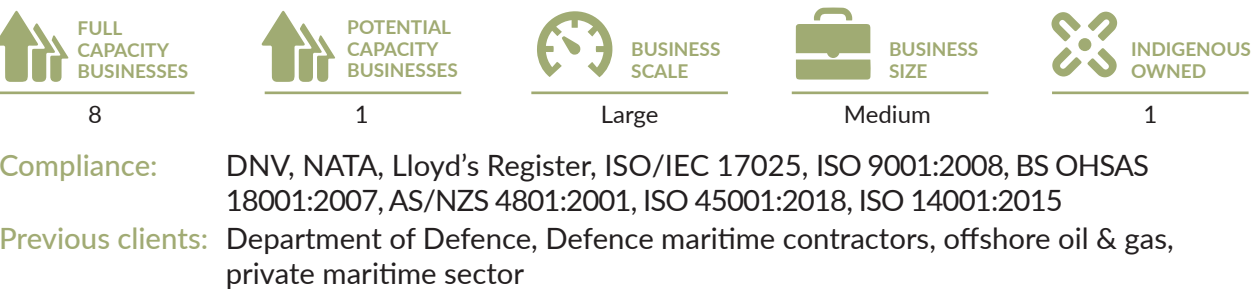 FULL
CAPACITY
BUSINESSES
8
POTENTIAL
CAPACITY
BUSINESSES
1
BUSINESS
SCALE
Large
BUSINESS
SIZE
Medium
INDIGENOUS
OWNED
1
Compliance: DNV, NATA, Lloyd’s Register, ISO/IEC 17025, ISO 9001:2008, BS OHSAS
18001:2007, AS/NZS 4801:2001, ISO 45001:2018, ISO 14001:2015
Previous clients: Department of Defence, Defence maritime contractors, offshore oil & gas,
private maritime sector